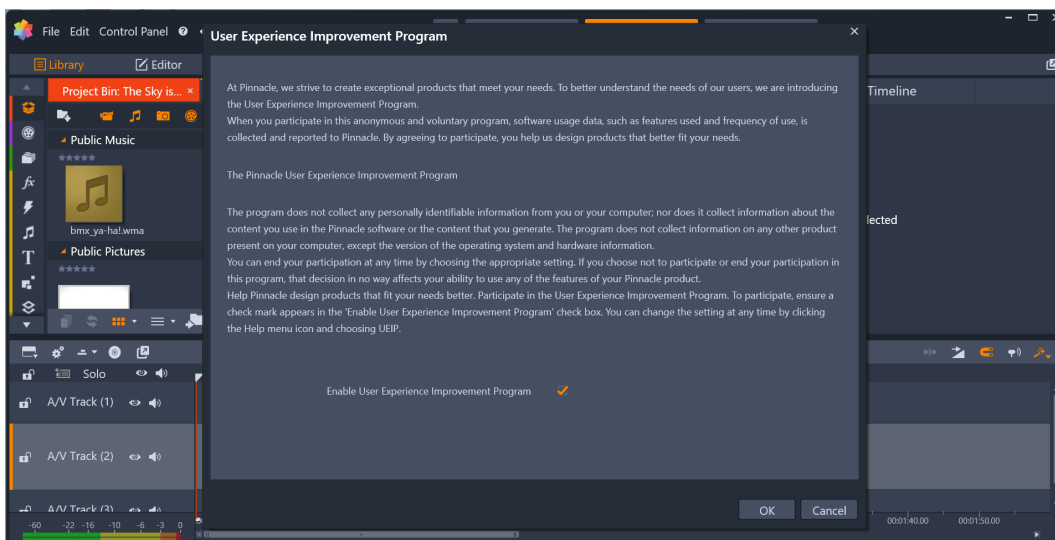 File Edit Control Panel
User Experience Improvement Program
Library Editor
Project Bin: The Sky is...
Timeline
At Pinnacle, we strive to create exceptional products that meet your needs. To better understand the needs of our users, we are introducing
the User Experience Improvement Program.
When you participate in this anonymous and voluntary program, software usage data, such as features used and frequency of use, is
collected and reported to Pinnacle. By agreeing to participate, you help us design products that better fit your needs.
Public Music
The Pinnacle User Experience Improvement Program
fx
The program does not collect any personally identifiable information from you or your computer; nor does it collect information about the
content you use in the Pinnacle software or the content that you generate. The program does not collect information on any other product
present on your computer, except the version of the operating system and hardware information.
You can end your participation at any time by choosing the appropriate setting. If you choose not to participate or end your participation in
this program, that decision in no way affects your ability to use any of the features of your Pinnacle product.
Help Pinnacle design products that fit your needs better. Participate in the User Experience Improvement Program. To participate, ensure a
check mark appears in the 'Enable User Experience Improvement Program' check box. You can change the setting at any time by clicking
the Help menu icon and choosing UEIP.
lected
bmx_ya-ha!.wma
T
Public Pictures
Solo
Enable User Experience Improvement Program
A/V Track (1)
A/V Track (2)
A/V Track (3)
OK Cancel
-60 -22 -16 -10 -6 -3 0
00:01:40.00 00:01:50.00